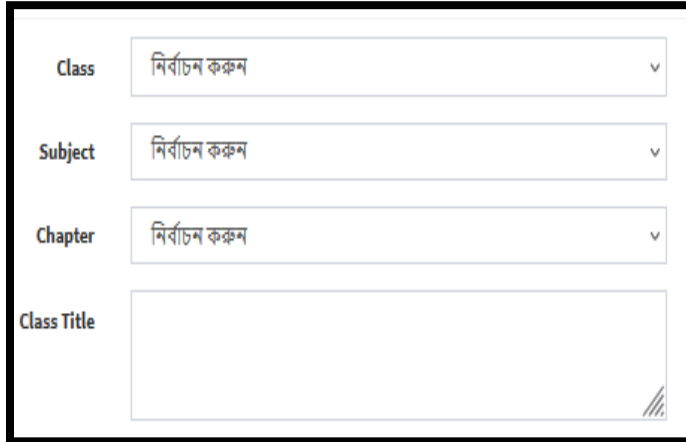 Class নির্বাচন করুন
Subject নির্বাচন করুন
Chapter নির্বাচন করুন
Class Title